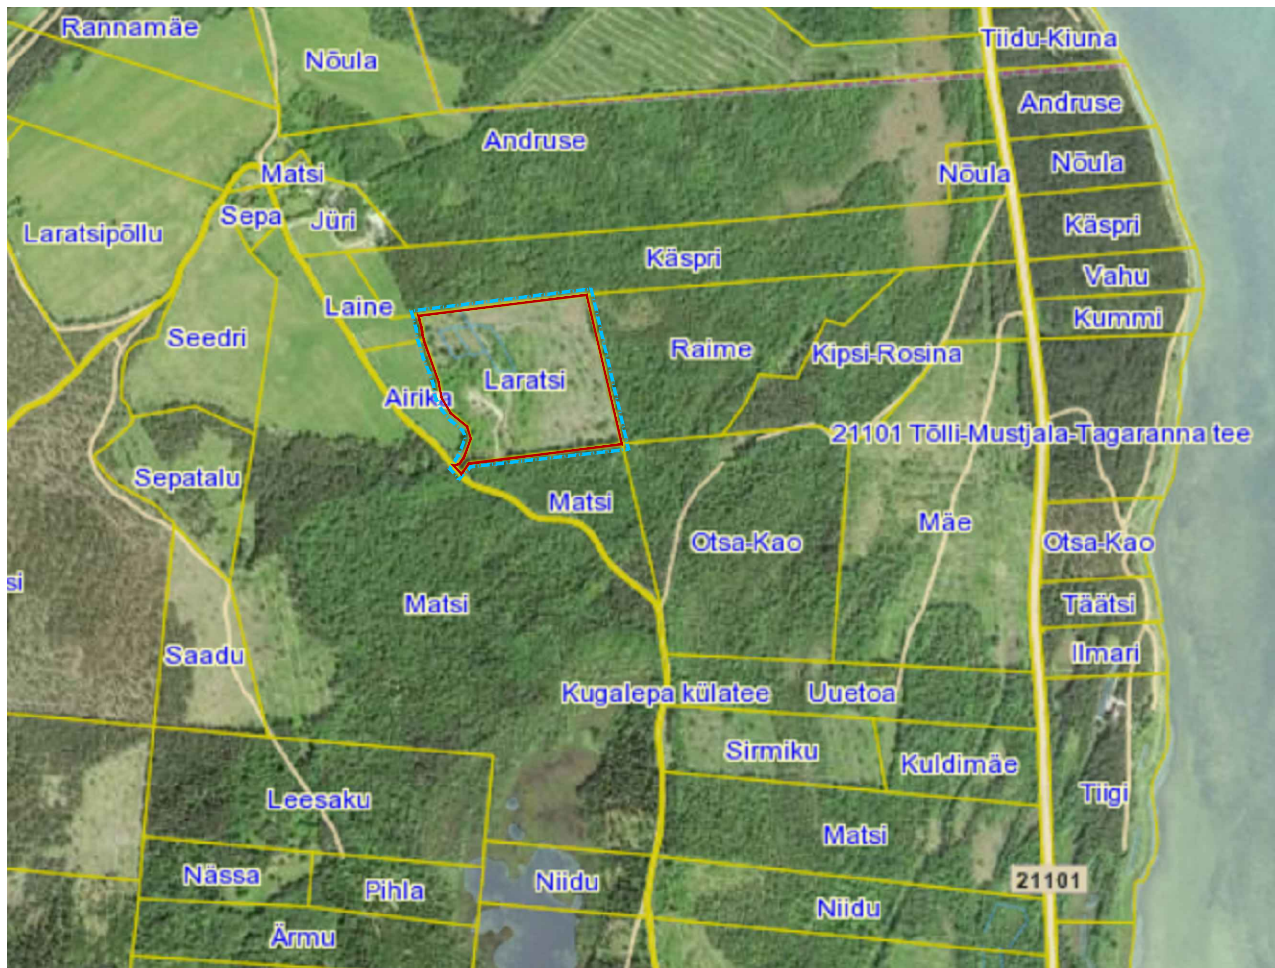 Rannamäe
Nõula
Tiidu-Kiuna
Andruse
Andruse
Nõula
Nõula
Matsi
Sepa
Jüri
Laratsipõllu
Käspri
Käspri
Vahu
Laine
Kummi
Seedri
Raime
Kipsi-Rosina
Laratsi
Airika
21101 Tõlli-Mustjala-Tagaranna tee
Sepatalu
Matsi
Mäe
Otsa-Kao
Otsa-Kao
si
Matsi
Täätsi
Saadu
Ilmari
Kugalepa külatee
Uuetoa
Sirmiku
Kuldimäe
Leesaku
Tiigi
Matsi
Nässa
Pihla
Niidu
21101
Niidu
Ärmu